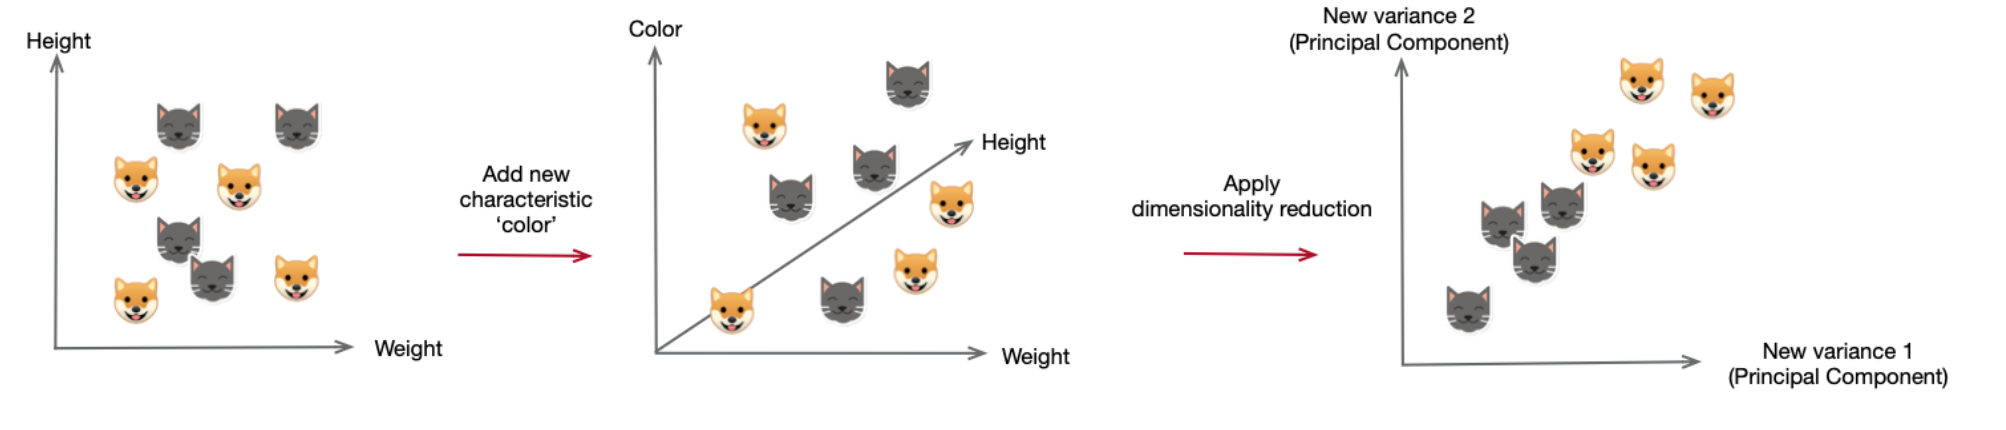 Height
Weight
Add new
characteristic
‘color’
Color
Height
Weight
Apply
dimensionality reduction
New variance 2
(Principal Component)
New variance 1
(Principal Component)